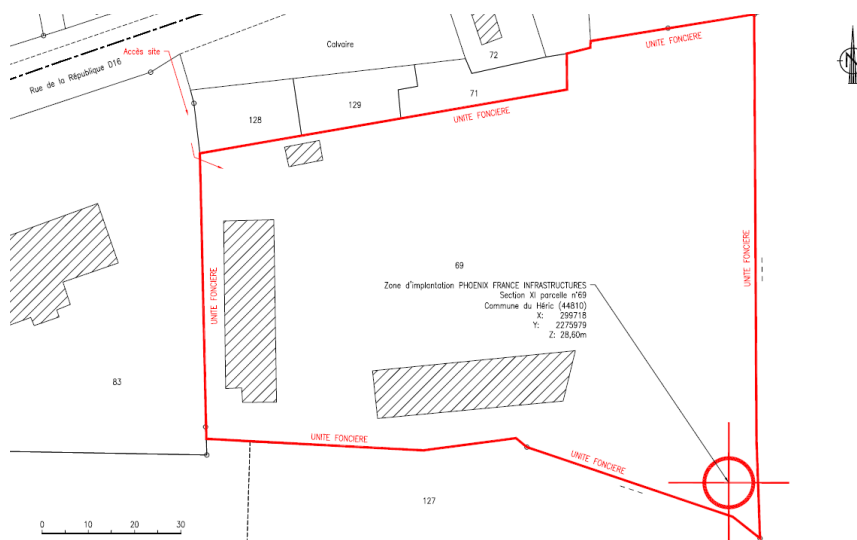 Accès site
Rue de la République D16
Calvaire
72
UNITE FONCIERE
128
129
71
UNITE FONCIERE
N
UNITE FONCIERE
UNITE FONCIERE
69
Zone d'implantation PHOENIX FRANCE INFRASTRUCTURES
Section XI parcelle n°69
Commune du Héric (44810)
X: 299718
Y: 2275979
Z: 28,60m
83
UNITE FONCIERE
UNITE FONCIERE
127
0 10 20 30